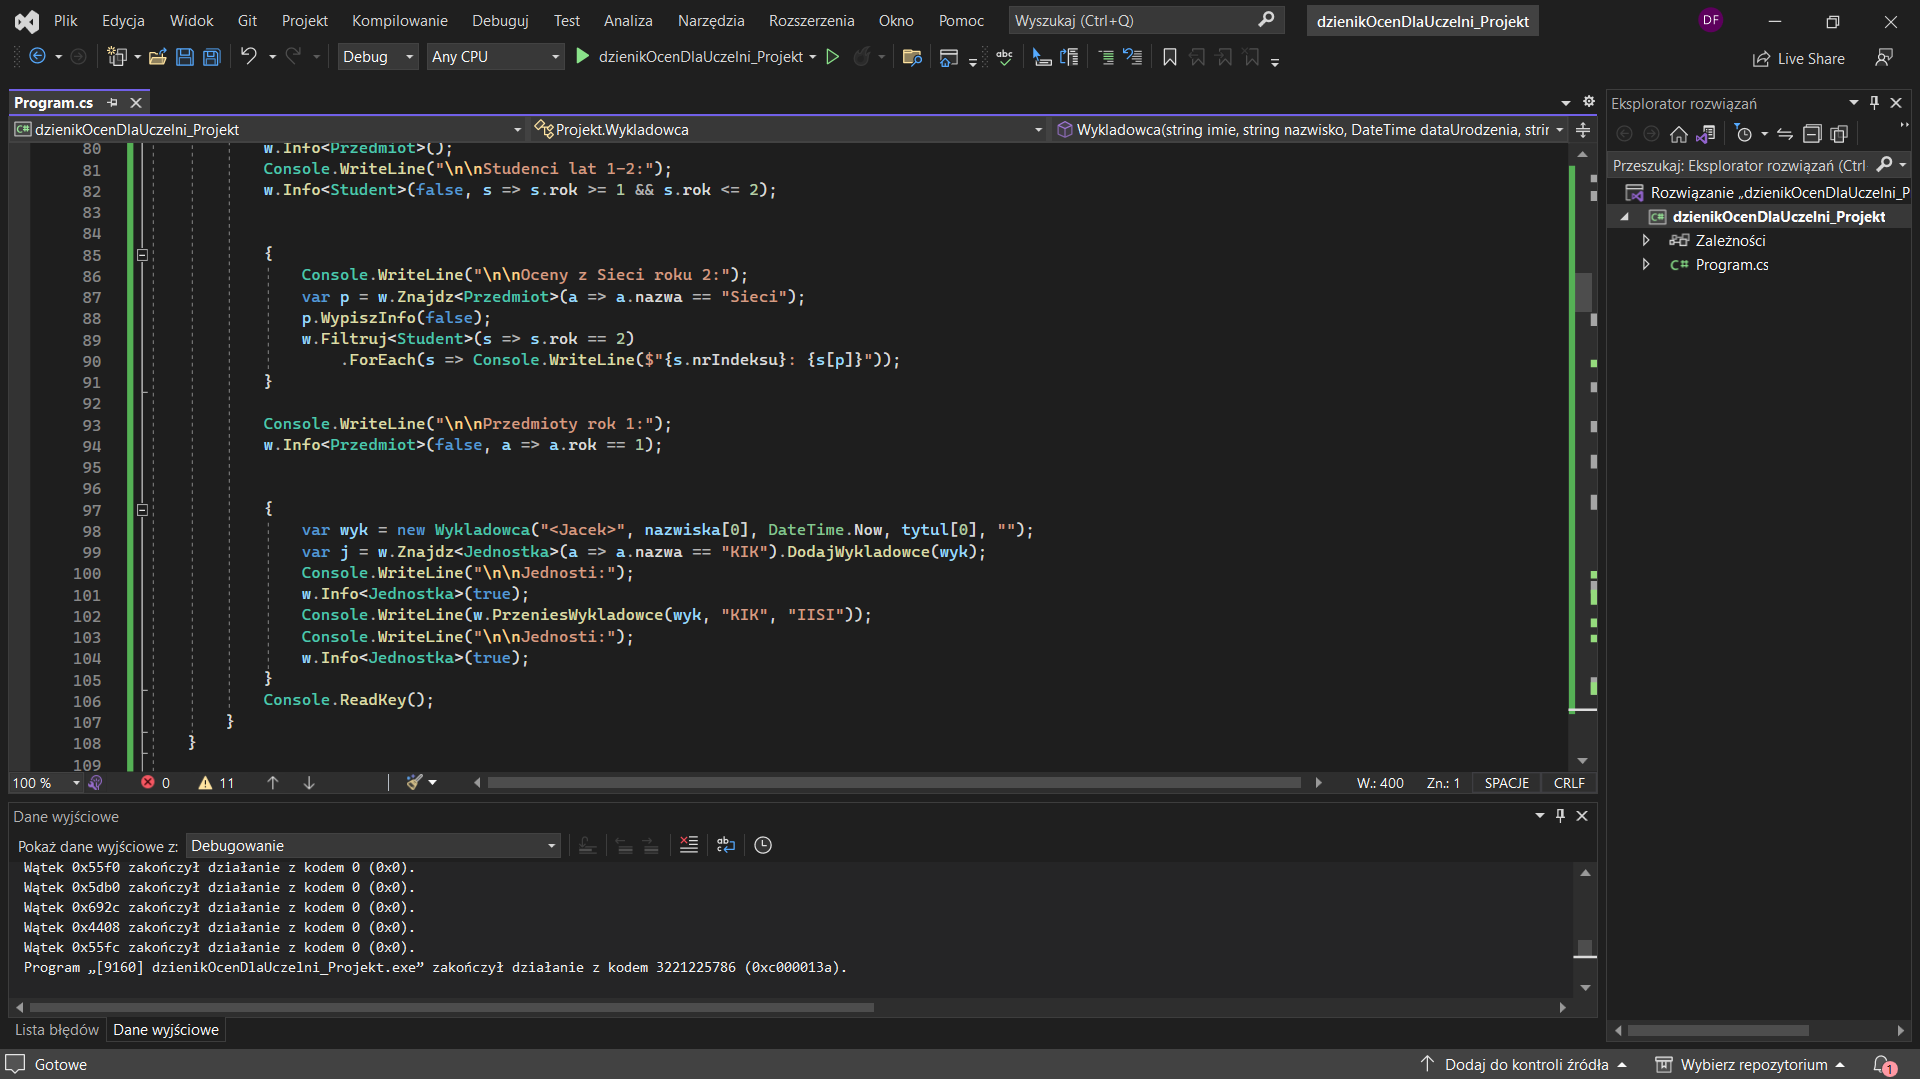 Plik Edycja Widok Git Projekt Kompilowanie Debuguj Test Analiza Narzędzia Rozszerzenia Okno Pomoc Wyszukaj (Ctrl+Q) dzienikOcenDlaUczelni_Projekt DF
Debug Any CPU dzienikOcenDlaUczelni_Projekt Live Share
Program.cs
dzienikOcenDlaUczelni_Projekt Projekt.Wykladowca Wykladowca(string imie, string nazwisko, DateTime dataUrodzenia, strir
80 w.Info<Przedmiot>();
81 Console.WriteLine("\n\nStudenci lat 1-2:");
82 w.Info<Student>(false, s => s.rok >= 1 && s.rok <= 2);
83
84
85 {
86 Console.WriteLine("\n\nOceny z Sieci roku 2:");
87 var p = w.Znajdz<Przedmiot>(a => a.nazwa == "Sieci");
88 p.WypiszInfo(false);
89 w.Filtruj<Student>(s => s.rok == 2)
90 .ForEach(s => Console.WriteLine($"{s.nrIndeksu}: {s[p]}"));
91 }
92
93 Console.WriteLine("\n\nPrzedmioty rok 1:");
94 w.Info<Przedmiot>(false, a => a.rok == 1);
95
96
97 {
98 var wyk = new Wykladowca("<Jacek>", nazwiska[0], DateTime.Now, tytul[0], "");
99 var j = w.Znajdz<Jednostka>(a => a.nazwa == "KIK").DodajWykladowce(wyk);
100 Console.WriteLine("\n\nJednosti:");
101 w.Info<Jednostka>(true);
102 Console.WriteLine(w.PrzeniesWykladowce(wyk, "KIK", "IISI"));
103 Console.WriteLine("\n\nJednosti:");
104 w.Info<Jednostka>(true);
105 }
106 Console.ReadKey();
107 }
108 }
109
100 % 0 11 W.: 400 Zn.: 1 SPACJE CRLF
Dane wyjściowe
Pokaż dane wyjściowe z: Debugowanie
Wątek 0x55f0 zakończył działanie z kodem 0 (0x0).
Wątek 0x5db0 zakończył działanie z kodem 0 (0x0).
Wątek 0x692c zakończył działanie z kodem 0 (0x0).
Wątek 0x4408 zakończył działanie z kodem 0 (0x0).
Wątek 0x55fc zakończył działanie z kodem 0 (0x0).
Program „[9160] dzienikOcenDlaUczelni_Projekt.exe” zakończył działanie z kodem 3221225786 (0xc000013a).
Lista błędów Dane wyjściowe
Eksplorator rozwiązań
Przeszukaj: Eksplorator rozwiązań (Ctrl
Rozwiązanie „dzienikOcenDlaUczelni_P
C# dzienikOcenDlaUczelni_Projekt
Zależności
C# Program.cs
Gotowe Dodaj do kontroli źródła Wybierz repozytorium 1